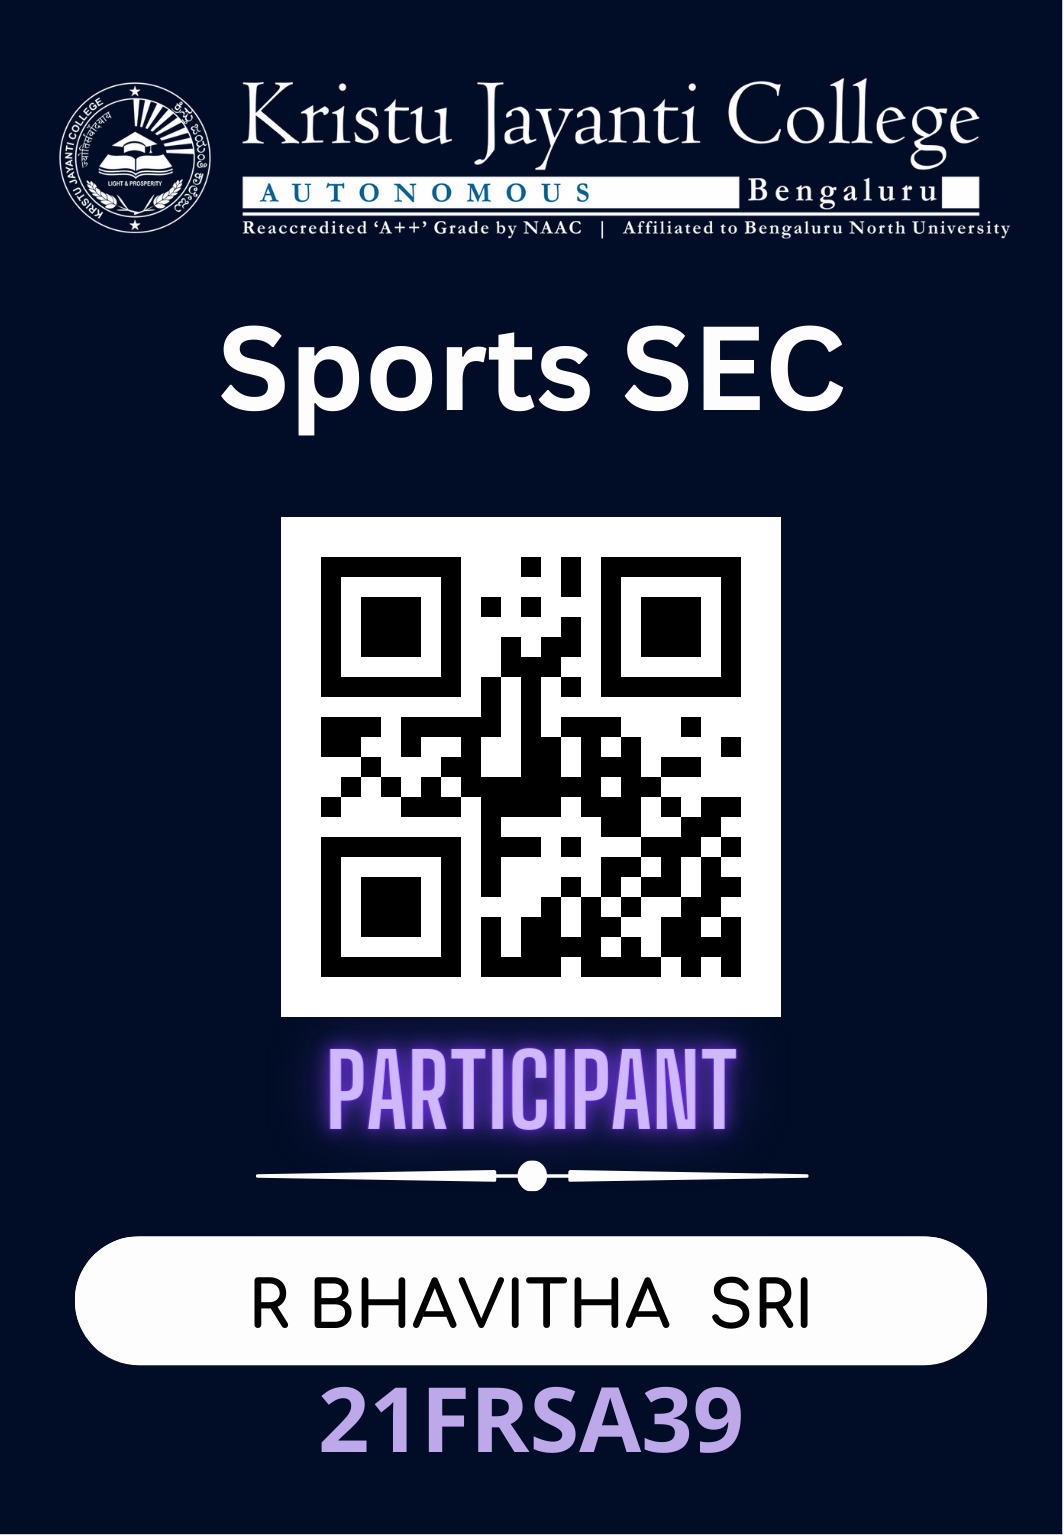 KRISTU JAYANTI COLLEGE
ಕ್ರಿಸ್ತು ಜಯಂತಿ ಕಾಲೇಜು
LIGHT & PROSPERITY
Kristu Jayanti College
AUTONOMOUS Bengaluru
Reaccredited ‘A++’ Grade by NAAC | Affiliated to Bengaluru North University
Sports SEC
PARTICIPANT
R BHAVITHA SRI
21FRSA39